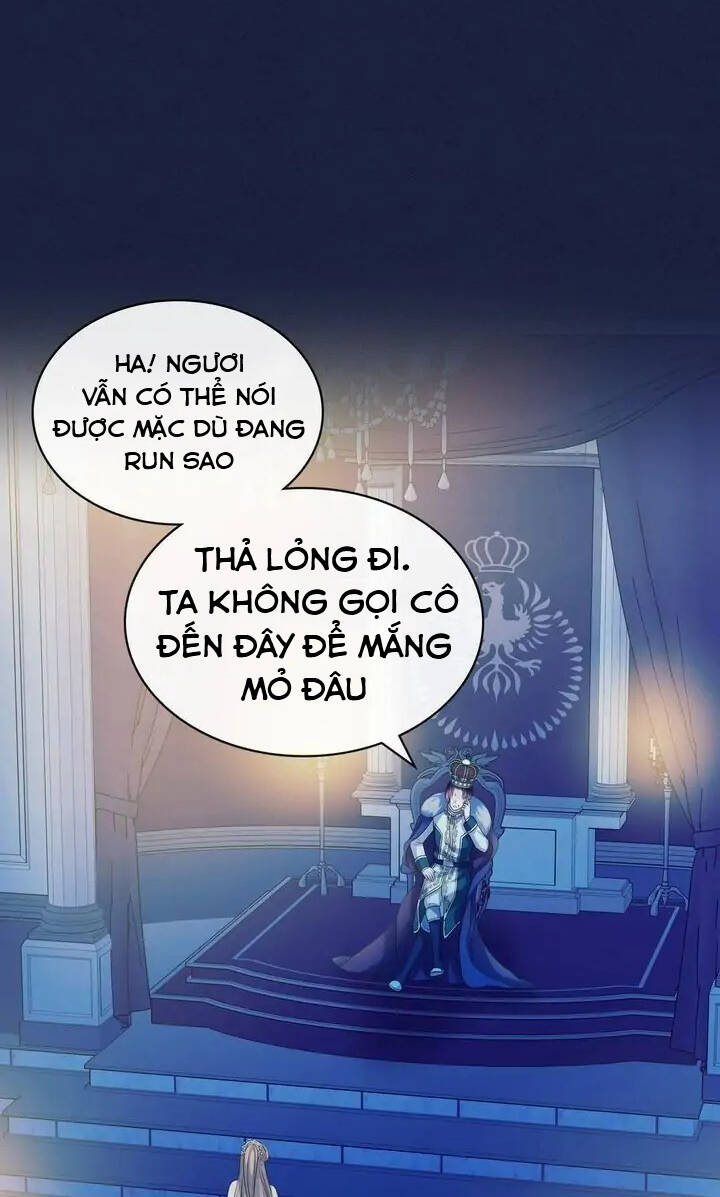 HA! NGƯƠI
VẪN CÓ THỂ NÓI
ĐƯỢC MẶC DÙ ĐANG
RUN SAO
THẢ LỎNG ĐI.
TA KHÔNG GỌI CÔ
ĐẾN ĐÂY ĐỂ MẮNG
MỎ ĐÂU